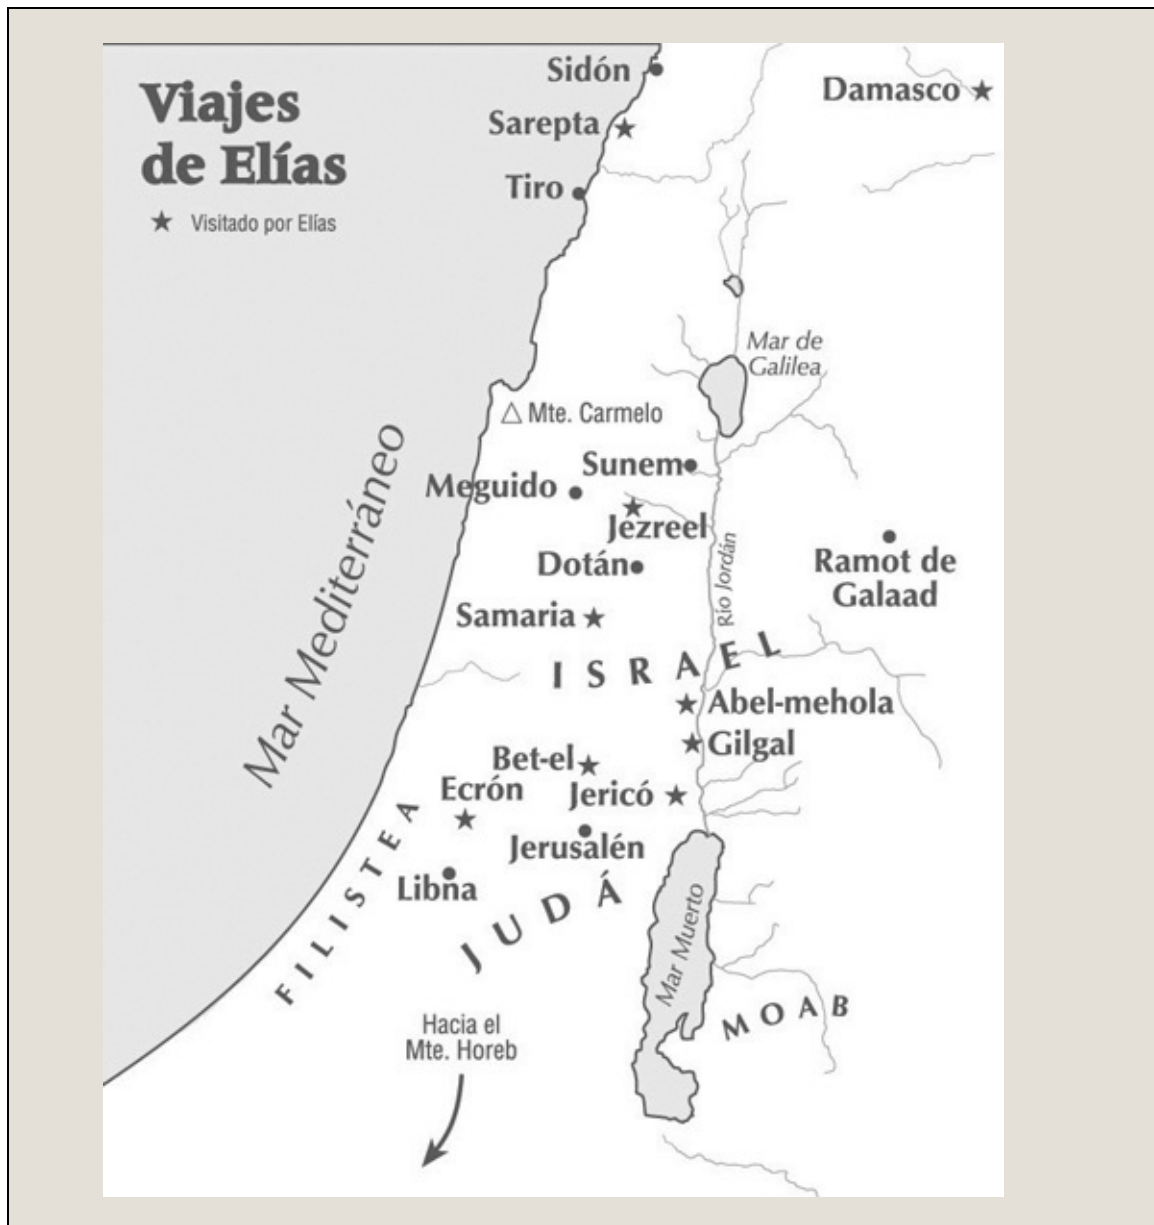 Viajes
de Elías
★ Visitado por Elías
Sidón
Damasco
Sarepta
Tiro
Mar de
Galilea
Mte. Carmelo
Sunem
Meguido
Jezreel
Mar Mediterráneo
Río Jordán
Dotán
Ramot de
Galaad
Samaria
ISRAEL
Abel-mehola
Gilgal
Bet-el
Ecrón
Jericó
Jerusalén
Libna
FILISTEA
JUDÁ
Mar Muerto
MOAB
Hacia el
Mte. Horeb